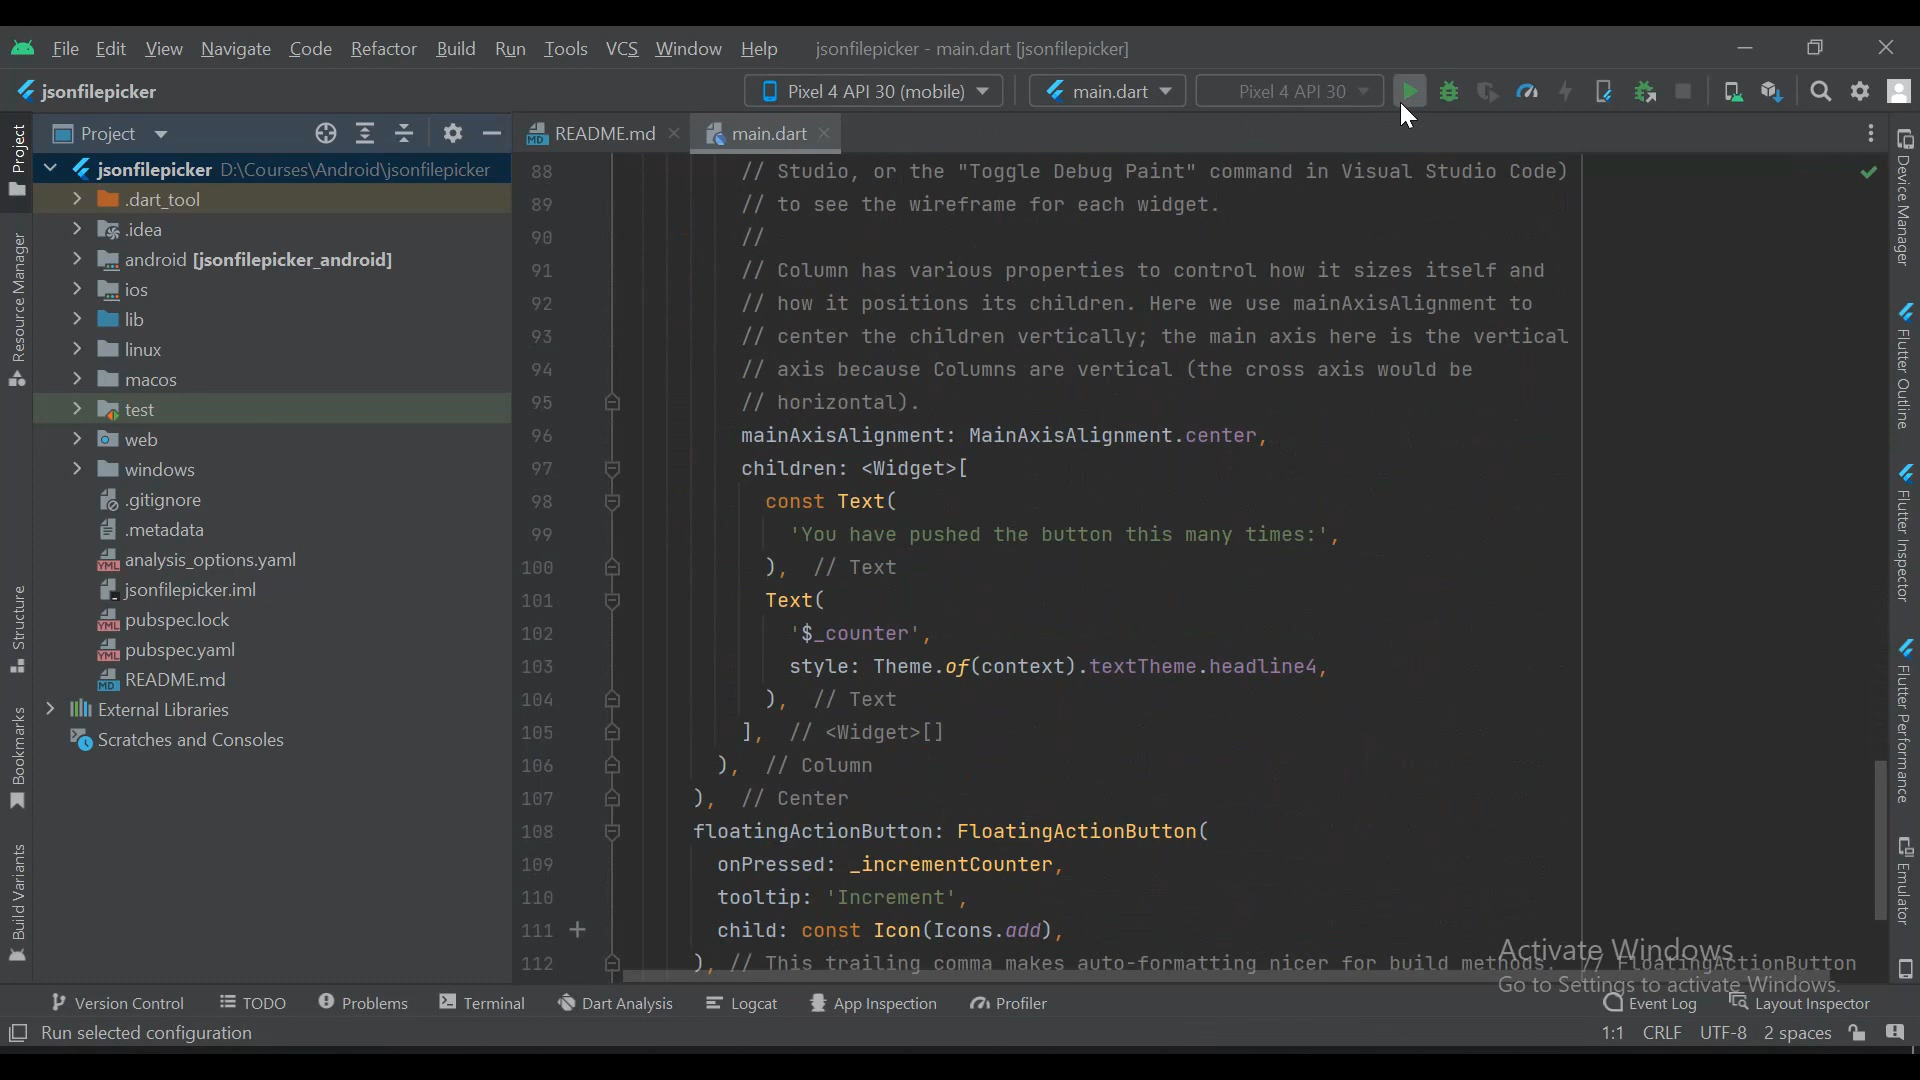 File Edit View Navigate Code Refactor Build Run Tools VCS Window Help jsonfilepicker - main.dart [jsonfilepicker]
jsonfilepicker Pixel 4 API 30 (mobile) main.dart Pixel 4 API 30
Project README.md main.dart
jsonfilepicker D:\Courses\Android\jsonfilepicker
.dart_tool
.idea
android [jsonfilepicker_android]
ios
lib
linux
macos
test
web
windows
.gitignore
.metadata
analysis_options.yaml
jsonfilepicker.iml
pubspec.lock
pubspec.yaml
README.md
External Libraries
Scratches and Consoles
Project
Resource Manager
Structure
Bookmarks
Build Variants
88 // Studio, or the "Toggle Debug Paint" command in Visual Studio Code)
89 // to see the wireframe for each widget.
90 //
91 // Column has various properties to control how it sizes itself and
92 // how it positions its children. Here we use mainAxisAlignment to
93 // center the children vertically; the main axis here is the vertical
94 // axis because Columns are vertical (the cross axis would be
95 // horizontal).
96 mainAxisAlignment: MainAxisAlignment.center,
97 children: <Widget>[
98 const Text(
99 'You have pushed the button this many times:',
100 ), // Text
101 Text(
102 '$_counter',
103 style: Theme.of(context).textTheme.headline4,
104 ), // Text
105 ], // <Widget>[]
106 ), // Column
107 ), // Center
108 floatingActionButton: FloatingActionButton(
109 onPressed: _incrementCounter,
110 tooltip: 'Increment',
111 child: const Icon(Icons.add),
112 ), // This trailing comma makes auto-formatting nicer for build methods. // FloatingActionButton
Activate Windows
Go to Settings to activate Windows.
Device Manager
Flutter Outline
Flutter Inspector
Flutter Performance
Emulator
Version Control TODO Problems Terminal Dart Analysis Logcat App Inspection Profiler Event Log Layout Inspector
Run selected configuration 1:1 CRLF UTF-8 2 spaces